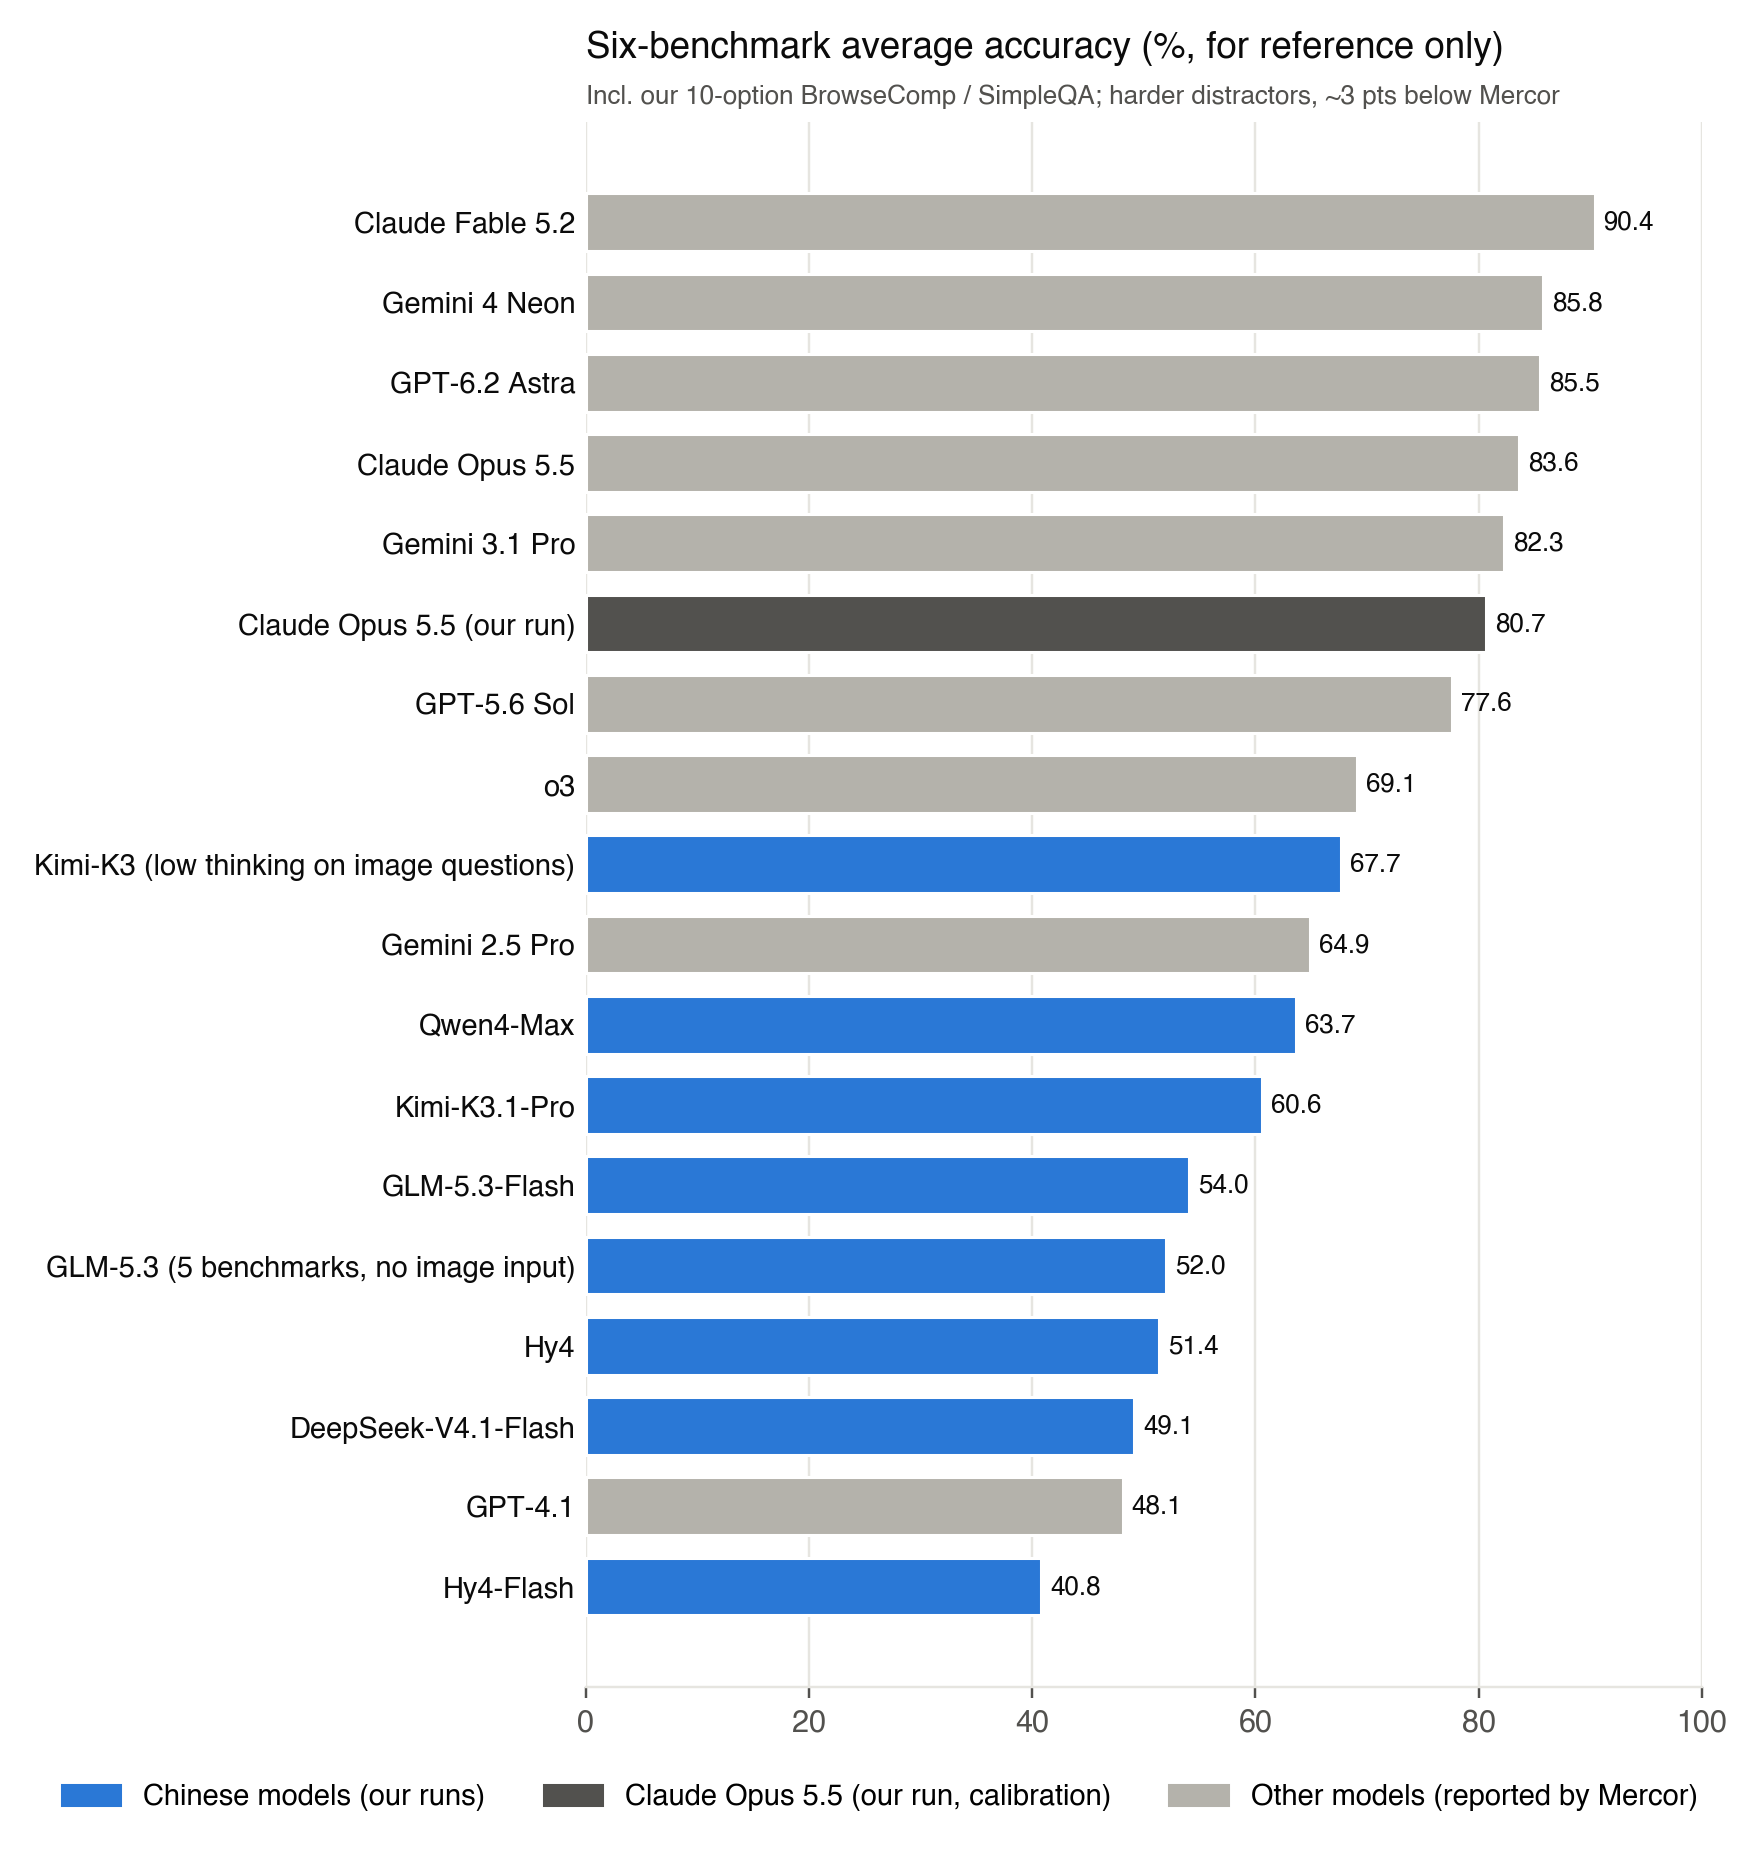 Six-benchmark average accuracy (%, for reference only)
Incl. our 10-option BrowseComp / SimpleQA; harder distractors, ~3 pts below Mercor
Claude Fable 5.2 90.4
Gemini 4 Neon 85.8
GPT-6.2 Astra 85.5
Claude Opus 5.5 83.6
Gemini 3.1 Pro 82.3
Claude Opus 5.5 (our run) 80.7
GPT-5.6 Sol 77.6
o3 69.1
Kimi-K3 (low thinking on image questions) 67.7
Gemini 2.5 Pro 64.9
Qwen4-Max 63.7
Kimi-K3.1-Pro 60.6
GLM-5.3-Flash 54.0
GLM-5.3 (5 benchmarks, no image input) 52.0
Hy4 51.4
DeepSeek-V4.1-Flash 49.1
GPT-4.1 48.1
Hy4-Flash 40.8
0 20 40 60 80 100
Chinese models (our runs) Claude Opus 5.5 (our run, calibration) Other models (reported by Mercor)